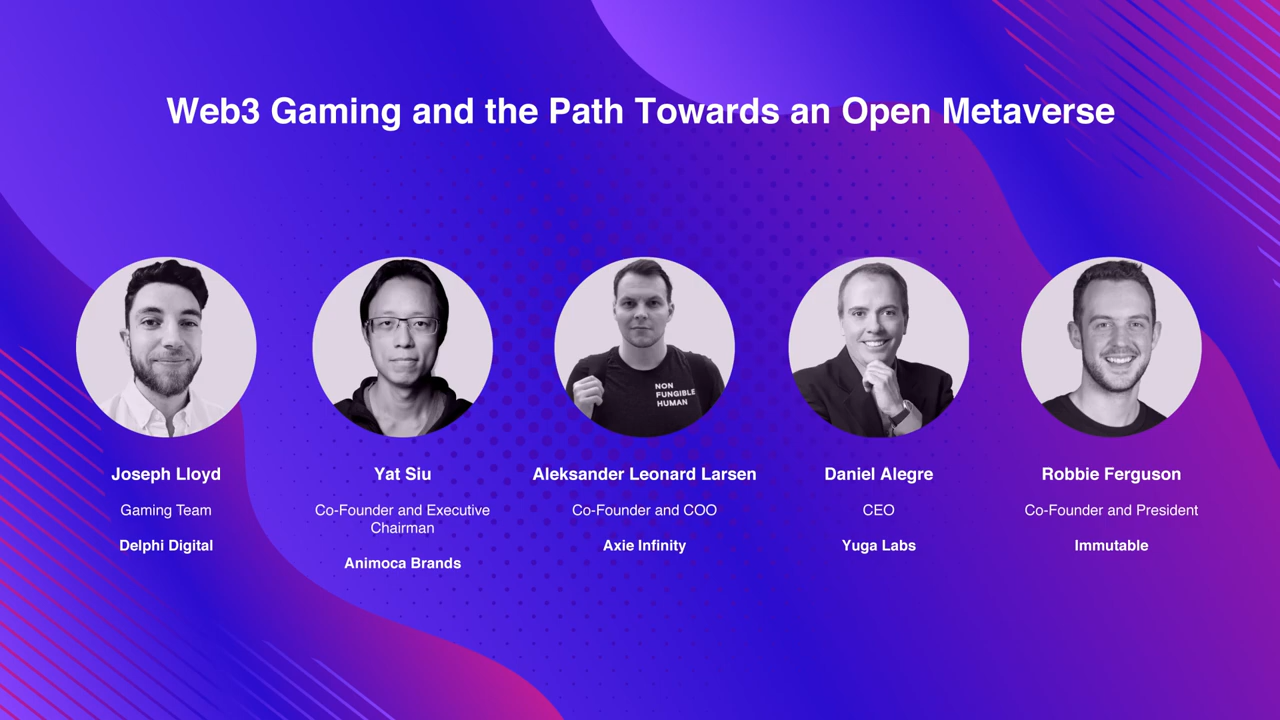 Web3 Gaming and the Path Towards an Open Metaverse
NON
FUNGIBLE
HUMAN
Joseph Lloyd
Gaming Team
Delphi Digital
Yat Siu
Co-Founder and Executive
Chairman
Animoca Brands
Aleksander Leonard Larsen
Co-Founder and COO
Axie Infinity
Daniel Alegre
CEO
Yuga Labs
Robbie Ferguson
Co-Founder and President
Immutable